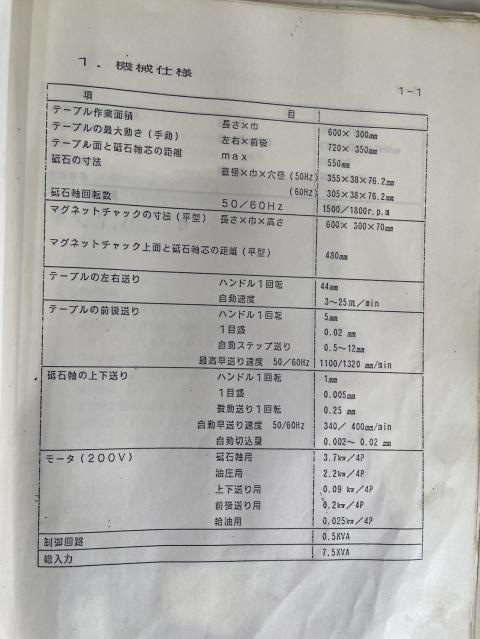 1. 機械仕様
1-1
項 目
テーブル作業面積 長さ×巾 600× 300㎜
テーブルの最大動き(手動) 左右×前後 720× 350㎜
テーブル面と砥石軸芯の距離 max 550㎜
砥石の寸法 直径×巾×穴径 (50Hz) 355×38×76.2㎜
(60Hz) 305×38×76.2㎜
砥石軸回転数 50/60Hz 1500/1800r.p.m
マグネットチャックの寸法(平型) 長さ×巾×高さ 600× 300×70㎜
マグネットチャック上面と砥石軸芯の距離(平型) 480㎜
テーブルの左右送り ハンドル1回転 44㎜
自動速度 3~25m/min
テーブルの前後送り ハンドル1回転 5㎜
1目盛 0.02 ㎜
自動ステップ送り 0.5~12㎜
最高早送り速度 50/60Hz 1100/1320 ㎜/min
砥石軸の上下送り ハンドル1回転 1㎜
1目盛 0.005㎜
微動送り1回転 0.25 ㎜
自動早送り速度 50/60Hz 340/ 400㎜/min
自動切込量 0.002~ 0.02 ㎜
モータ(200V) 砥石軸用 3.7㎾/4P
油圧用 2.2㎾/4P
上下送り用 0.09 ㎾/4P
前後送り用 0.2㎾/4P
給油用 0.025㎾/4P
制御回路 0.5KVA
総入力 7.5KVA